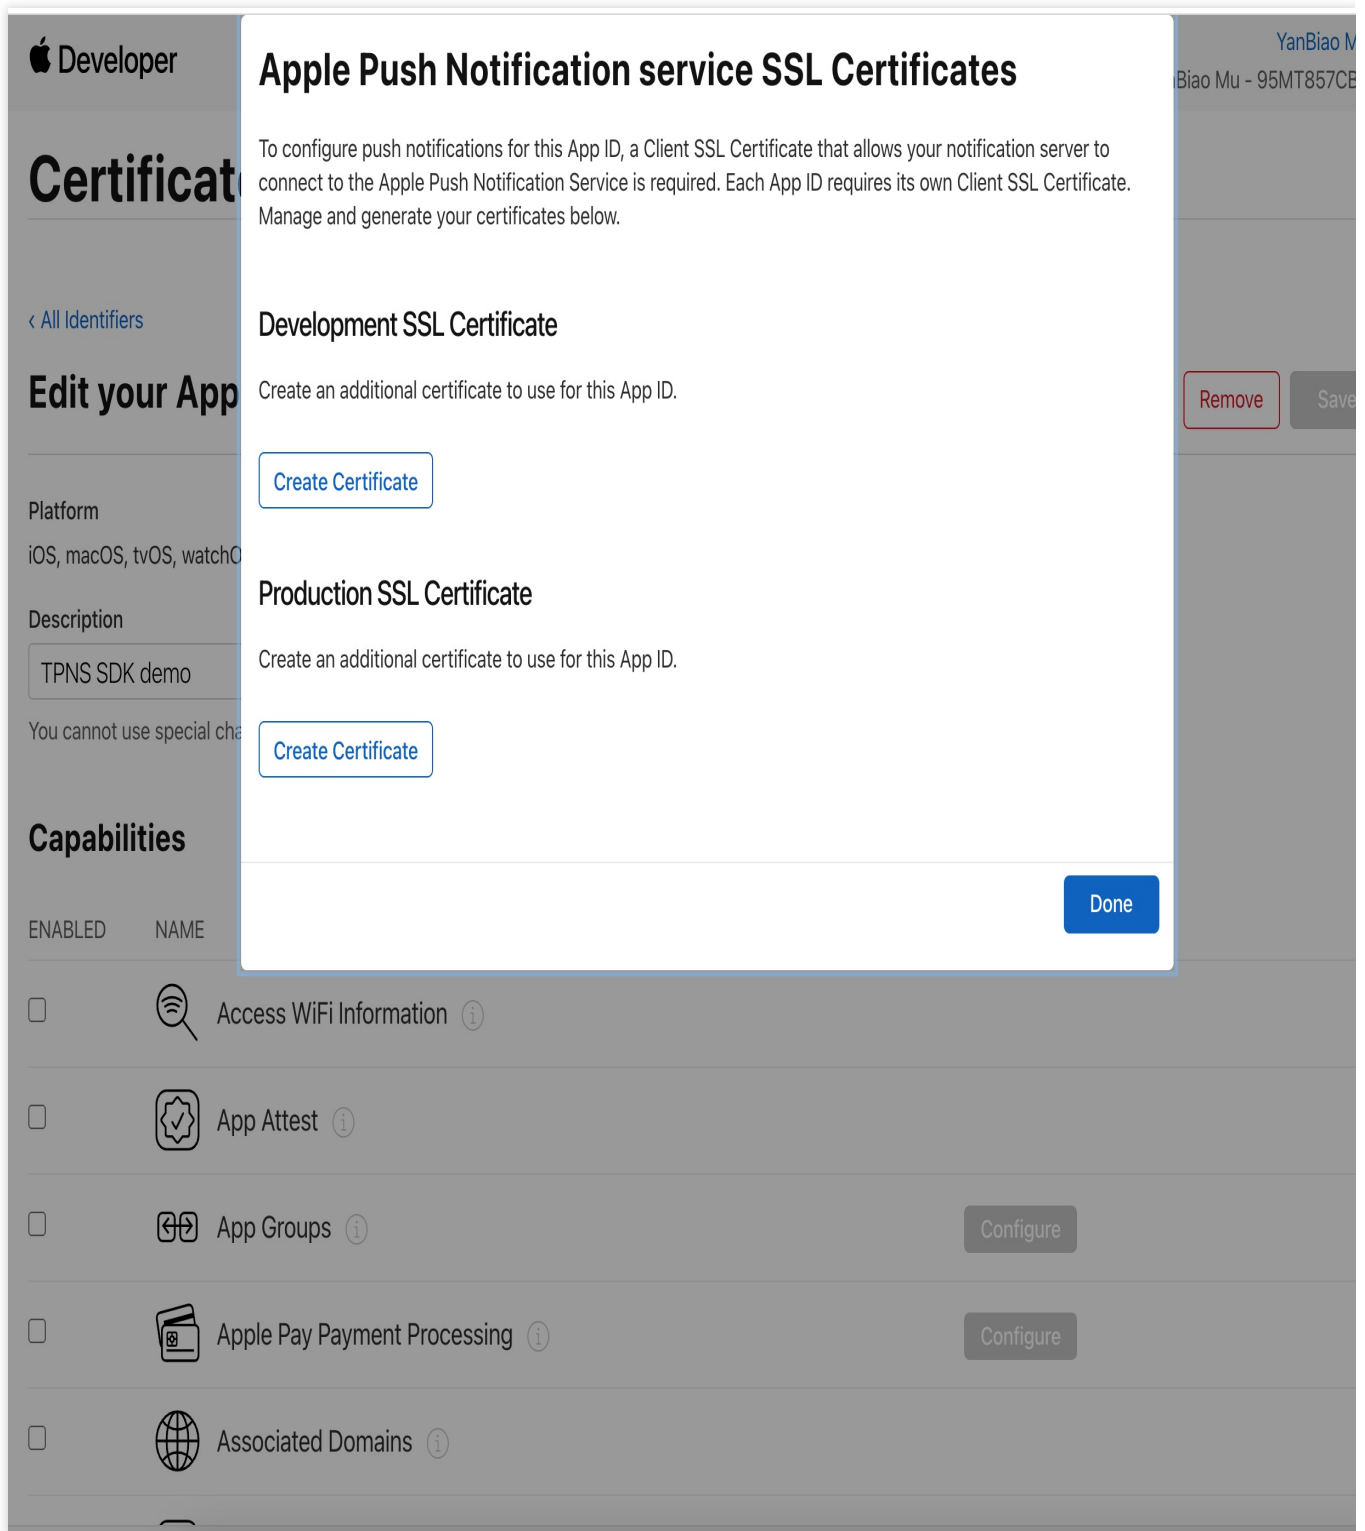 Developer
YanBiao M
Biao Mu - 95MT857CB
Certificat
Apple Push Notification service SSL Certificates
To configure push notifications for this App ID, a Client SSL Certificate that allows your notification server to
connect to the Apple Push Notification Service is required. Each App ID requires its own Client SSL Certificate.
Manage and generate your certificates below.
‹ All Identifiers
Development SSL Certificate
Edit your App
Create an additional certificate to use for this App ID.
Remove
Save
Create Certificate
Platform
iOS, macOS, tvOS, watchO
Production SSL Certificate
Description
Create an additional certificate to use for this App ID.
TPNS SDK demo
You cannot use special cha
Create Certificate
Capabilities
Done
ENABLED NAME
Access WiFi Information
App Attest
App Groups
Configure
Apple Pay Payment Processing
Configure
Associated Domains